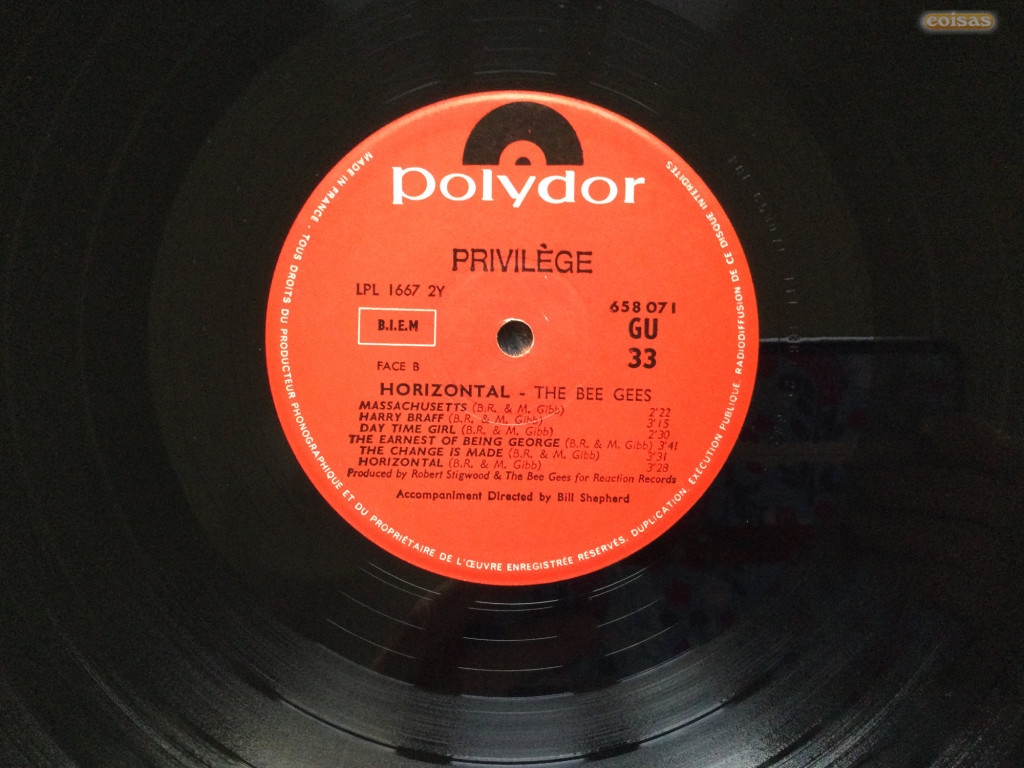 coisas
polydor
PRIVILÈGE
LPL 1667 2Y
658 071
B.I.E.M
GU
33
FACE B
HORIZONTAL - THE BEE GEES
MASSACHUSETTS (B.R. & M. Gibb) 2'22
HARRY BRAFF (B.R. & M. Gibb) 3'15
DAY TIME GIRL (B.R. & M. Gibb) 2'30
THE EARNEST OF BEING GEORGE (B.R. & M. Gibb) 3'41
THE CHANGE IS MADE (B.R. & M. Gibb) 3'31
HORIZONTAL (B.R. & M. Gibb) 3'28
Produced by Robert Stigwood & The Bee Gees for Reaction Records
Accompaniment Directed by Bill Shepherd
MADE IN FRANCE - TOUS DROITS DU PRODUCTEUR PHONOGRAPHIQUE ET DU PROPRIÉTAIRE DE L'ŒUVRE ENREGISTRÉE RÉSERVÉS. DUPLICATION, EXÉCUTION PUBLIQUE, RADIODIFFUSION DE CE DISQUE INTERDITES